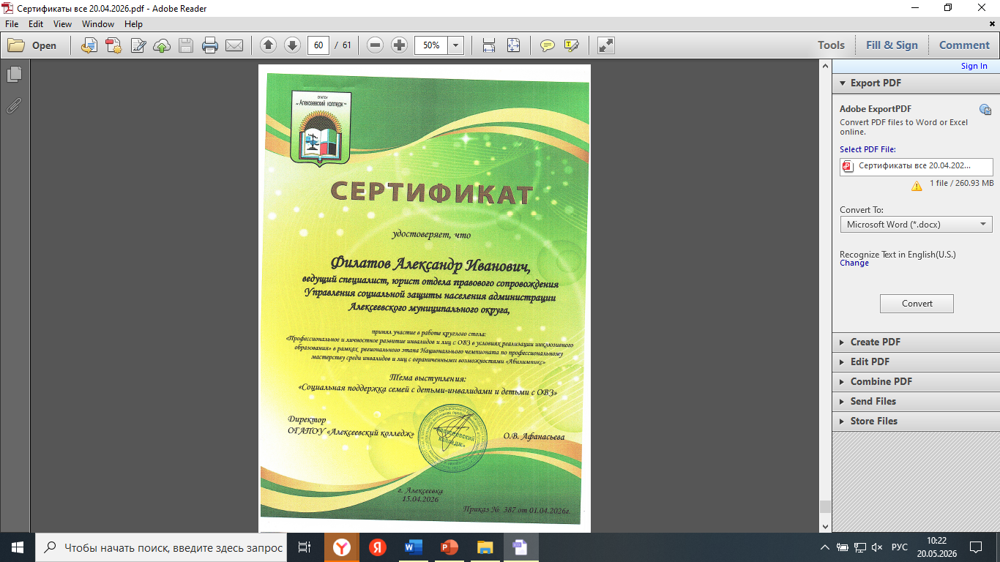 Сертификаты все 20.04.2026.pdf - Adobe Reader
File Edit View Window Help
Open
60 / 61
50%
Tools Fill & Sign Comment
Sign In
Export PDF
Adobe ExportPDF
Convert PDF files to Word or Excel
online.
Select PDF File:
Сертификаты все 20.04.202...
1 file / 260.93 MB
Convert To:
Microsoft Word (*.docx)
Recognize Text in English(U.S.)
Change
Convert
Create PDF
Edit PDF
Combine PDF
Send Files
Store Files
ОГАПОУ
"Алексеевский колледж"
СЕРТИФИКАТ
удостоверяет, что
Филатов Александр Иванович,
ведущий специалист, юрист отдела правового сопровождения
Управления социальной защиты населения администрации
Алексеевского муниципального округа,
принял участие в работе круглого стола:
«Профессиональное и личностное развитие инвалидов и лиц с ОВЗ в условиях реализации инклюзивного
образования» в рамках регионального этапа Национального чемпионата по профессиональному
мастерству среди инвалидов и лиц с ограниченными возможностями «Абилимпикс»
Тема выступления:
«Социальная поддержка семей с детьми-инвалидами и детьми с ОВЗ»
Директор
ОГАПОУ «Алексеевский колледж»
О.В. Афанасьева
Алексеевский
колледж»
г. Алексеевка
15.04.2026
Приказ № 387 от 01.04.2026г.
Чтобы начать поиск, введите здесь запрос
РУС
10:22
20.05.2026